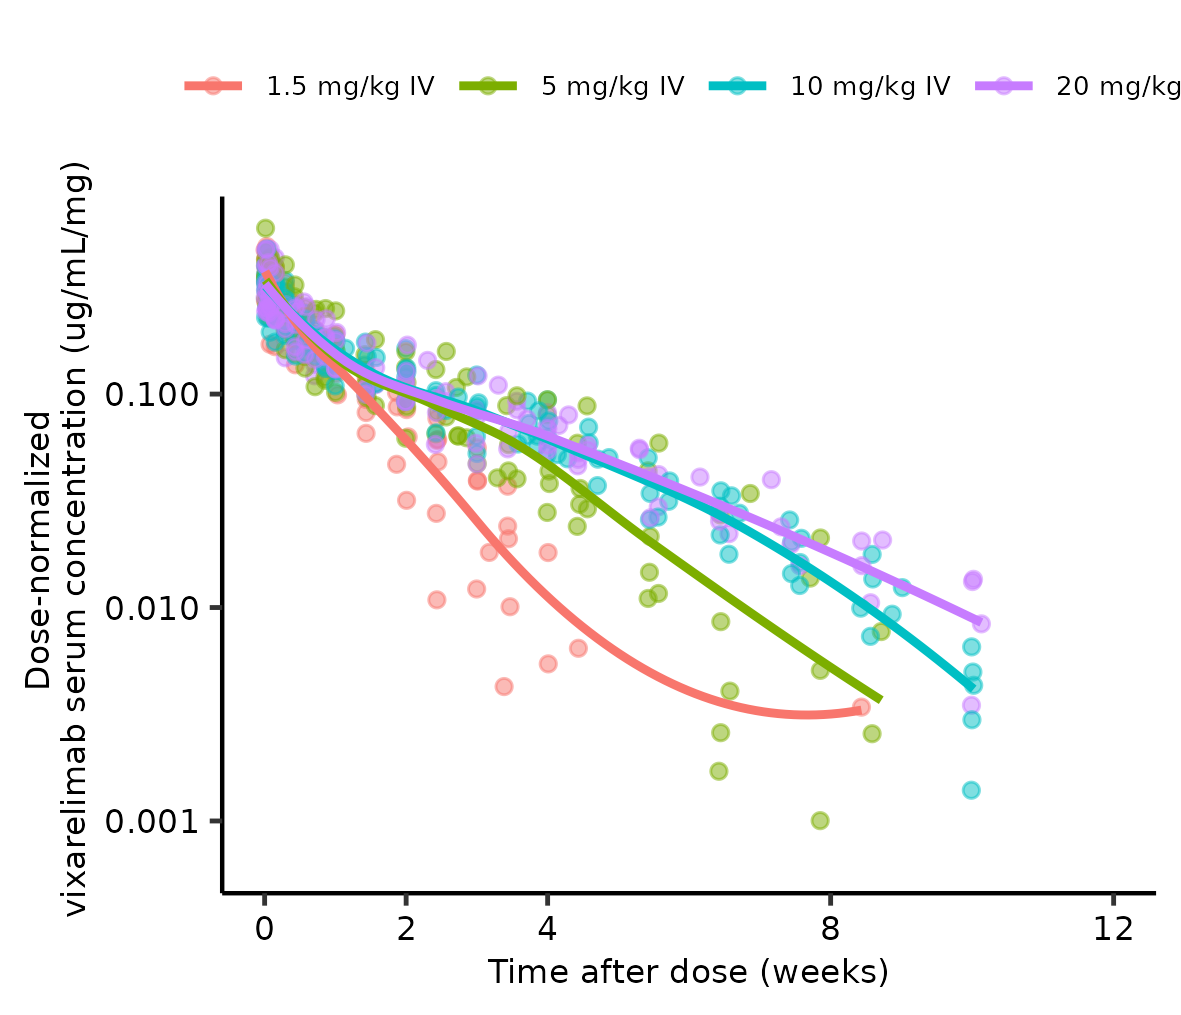 1.5 mg/kg IV 5 mg/kg IV 10 mg/kg IV 20 mg/kg
Dose-normalized
vixarelimab serum concentration (ug/mL/mg)
0.100
0.010
0.001
0 2 4 8 12
Time after dose (weeks)